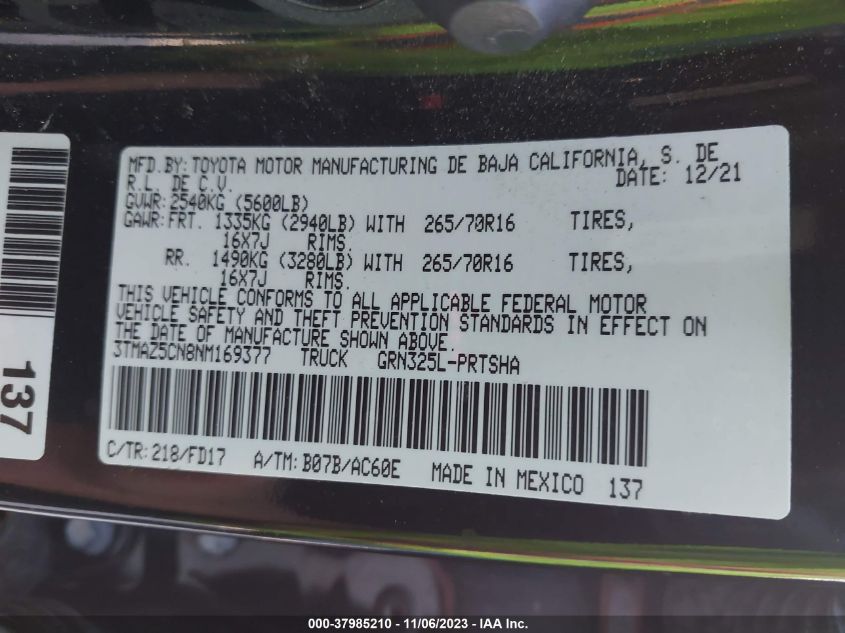 MFD.BY: TOYOTA MOTOR MANUFACTURING DE BAJA CALIFORNIA, S. DE
R.L. DE C.V. DATE: 12/21
GVWR: 2540KG (5600LB)
GAWR: FRT. 1335KG (2940LB) WITH 265/70R16 TIRES,
16X7J RIMS.
RR. 1490KG (3280LB) WITH 265/70R16 TIRES,
16X7J RIMS.
THIS VEHICLE CONFORMS TO ALL APPLICABLE FEDERAL MOTOR
VEHICLE SAFETY AND THEFT PREVENTION STANDARDS IN EFFECT ON
THE DATE OF MANUFACTURE SHOWN ABOVE.
3TMAZ5CN8NM169377 TRUCK GRN325L-PRTSHA
C/TR: 218/FD17 A/TM: B07B/AC60E MADE IN MEXICO 137
137
000-37985210 - 11/06/2023 - IAA Inc.